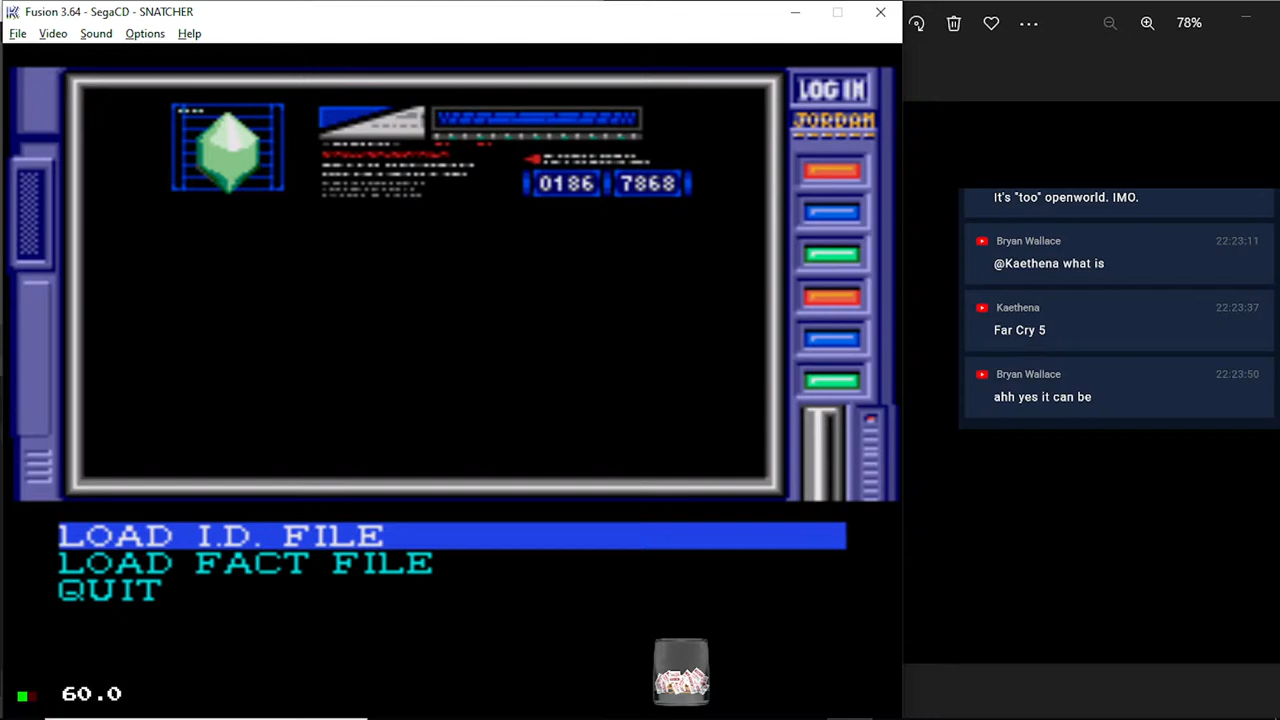 Fusion 3.64 - SegaCD - SNATCHER
File Video Sound Options Help
78%
LOG IN
JORDAN
0186 7868
It's "too" openworld. IMO.
Bryan Wallace 22:23:11
@Kaethena what is
Kaethena 22:23:37
Far Cry 5
Bryan Wallace 22:23:50
ahh yes it can be
LOAD I.D. FILE
LOAD FACT FILE
QUIT
60.0